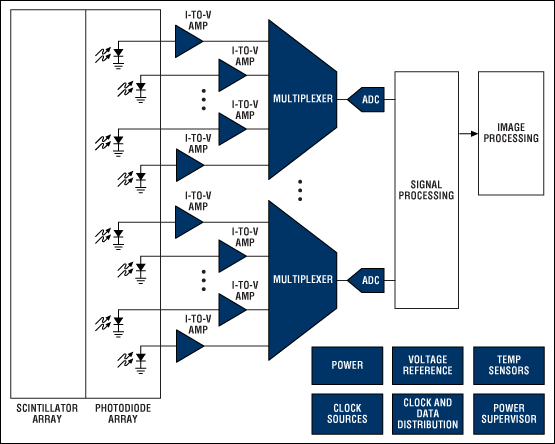 I-TO-V
AMP
I-TO-V
AMP
I-TO-V
AMP
I-TO-V
AMP
MULTIPLEXER
ADC
SIGNAL
PROCESSING
IMAGE
PROCESSING
I-TO-V
AMP
I-TO-V
AMP
I-TO-V
AMP
I-TO-V
AMP
MULTIPLEXER
ADC
POWER
VOLTAGE
REFERENCE
TEMP
SENSORS
CLOCK
SOURCES
CLOCK AND
DATA
DISTRIBUTION
POWER
SUPERVISOR
SCINTILLATOR
ARRAY
PHOTODIODE
ARRAY